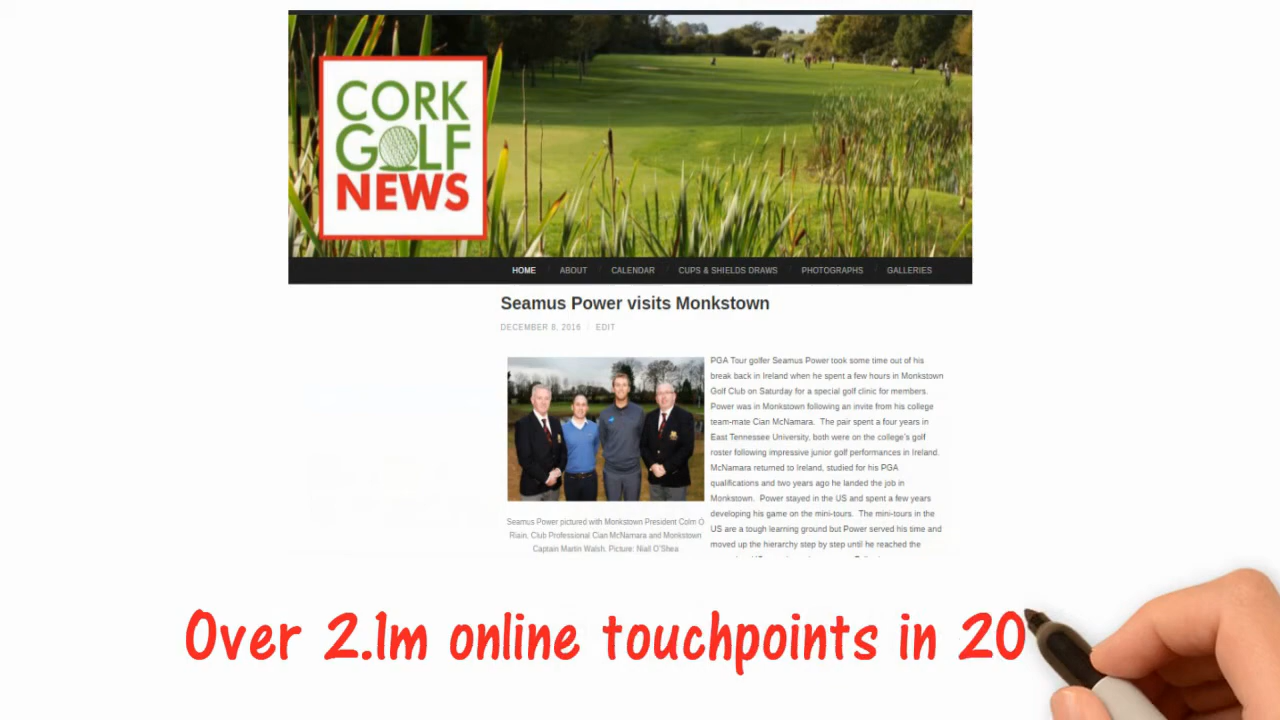 CORK
GOLF
NEWS
HOME / ABOUT / CALENDAR / CUPS & SHIELDS DRAWS / PHOTOGRAPHS / GALLERIES
Seamus Power visits Monkstown
DECEMBER 8, 2016 / EDIT
PGA Tour golfer Seamus Power took some time out of his
break back in Ireland when he spent a few hours in Monkstown
Golf Club on Saturday for a special golf clinic for members.
Power was in Monkstown following an invite from his college
team-mate Cian McNamara. The pair spent a four years in
East Tennessee University, both were on the college's golf
roster following impressive junior golf performances in Ireland.
McNamara returned to Ireland, studied for his PGA
qualifications and two years ago he landed the job in
Monkstown. Power stayed in the US and spent a few years
developing his game on the mini-tours. The mini-tours in the
US are a tough learning ground but Power served his time and
moved up the hierarchy step by step until he reached the
Seamus Power pictured with Monkstown President Colm O
Riain, Club Professional Cian McNamara and Monkstown
Captain Martin Walsh. Picture: Niall O'Shea
Over 2.1m online touchpoints in 20